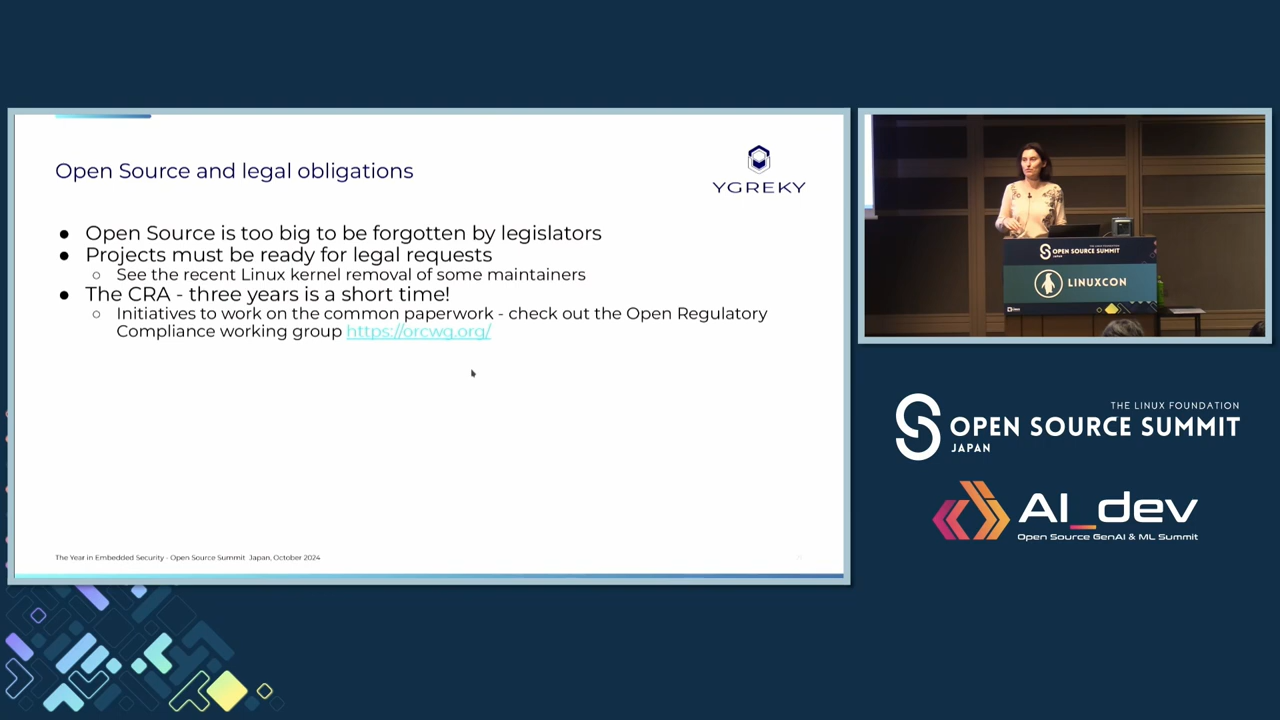 Open Source and legal obligations
YGREKY
● Open Source is too big to be forgotten by legislators
● Projects must be ready for legal requests
○ See the recent Linux kernel removal of some maintainers
● The CRA - three years is a short time!
○ Initiatives to work on the common paperwork - check out the Open Regulatory
Compliance working group https://orcwg.org/
The Year in Embedded Security - Open Source Summit Japan, October 2024
OPEN SOURCE SUMMIT
JAPAN
LINUXCON
THE LINUX FOUNDATION
OPEN SOURCE SUMMIT
JAPAN
AI_dev
Open Source GenAI & ML Summit